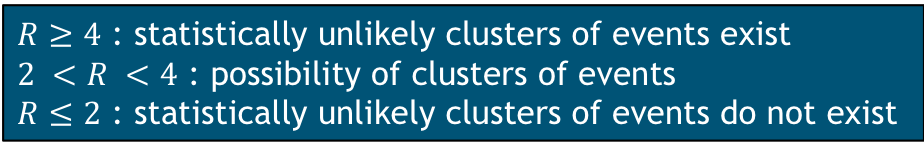 R ≥ 4 : statistically unlikely clusters of events exist
2 < R < 4 : possibility of clusters of events
R ≤ 2 : statistically unlikely clusters of events do not exist